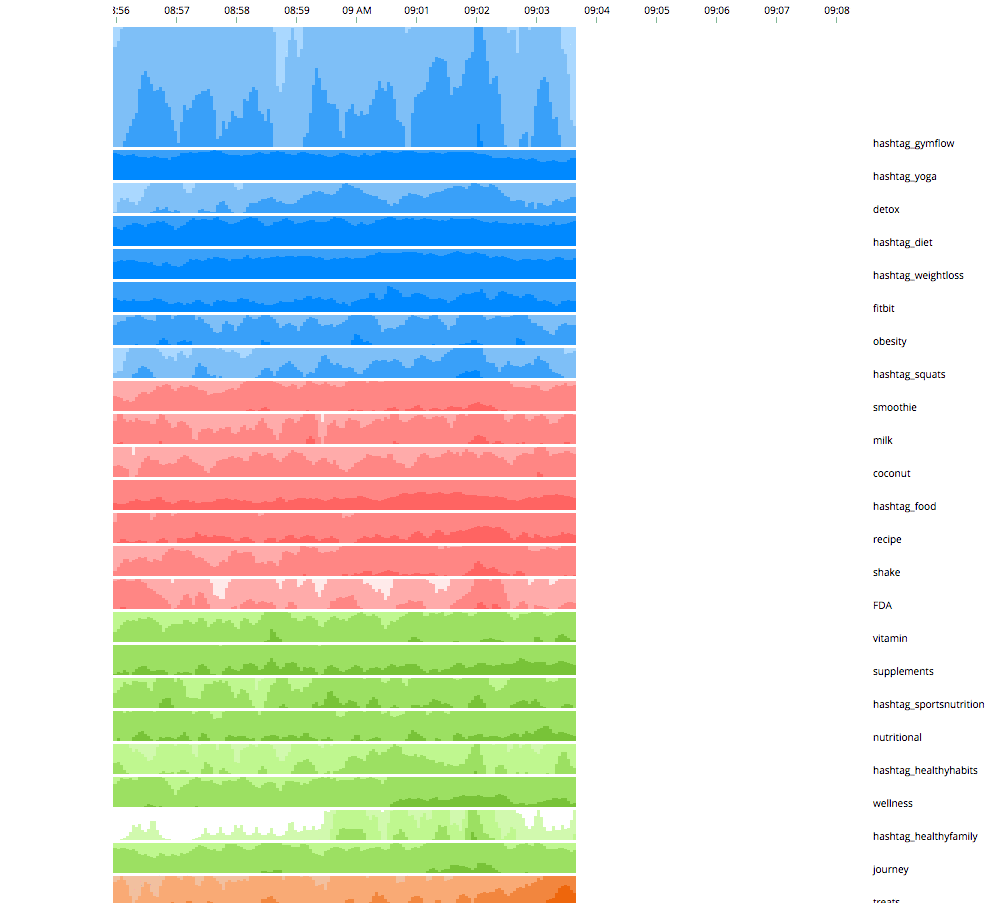 :56 08:57 08:58 08:59 09 AM 09:01 09:02 09:03 09:04 09:05 09:06 09:07 09:08
hashtag_gymflow
hashtag_yoga
detox
hashtag_diet
hashtag_weightloss
fitbit
obesity
hashtag_squats
smoothie
milk
coconut
hashtag_food
recipe
shake
FDA
vitamin
supplements
hashtag_sportsnutrition
nutritional
hashtag_healthyhabits
wellness
hashtag_healthyfamily
journey
treats